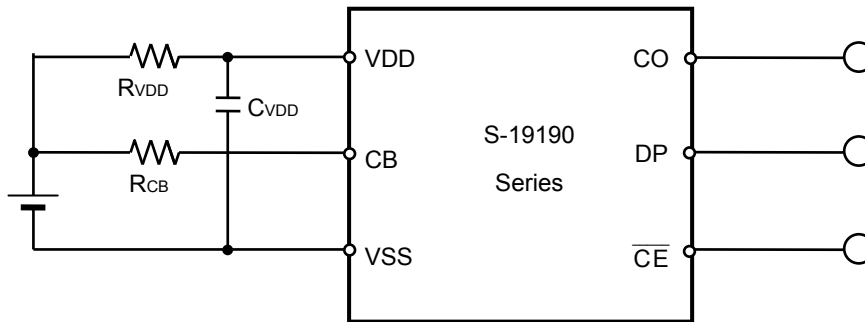 VDD
CO
RVDD
CVDD
S-19190
CB
DP
RCB
Series
VSS
CE